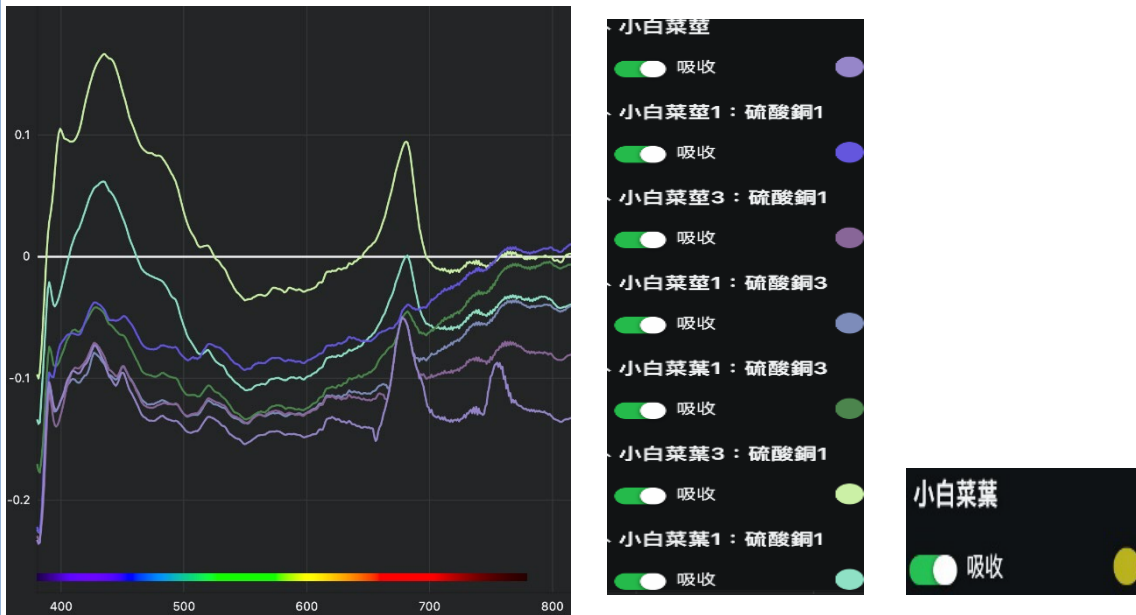 0.1
0
-0.1
-0.2
400
500
600
700
800
小白菜莖
吸收
小白菜莖1：硫酸銅1
吸收
小白菜莖3：硫酸銅1
吸收
小白菜莖1：硫酸銅3
吸收
小白菜葉1：硫酸銅3
吸收
小白菜葉3：硫酸銅1
吸收
小白菜葉1：硫酸銅1
吸收
小白菜葉
吸收